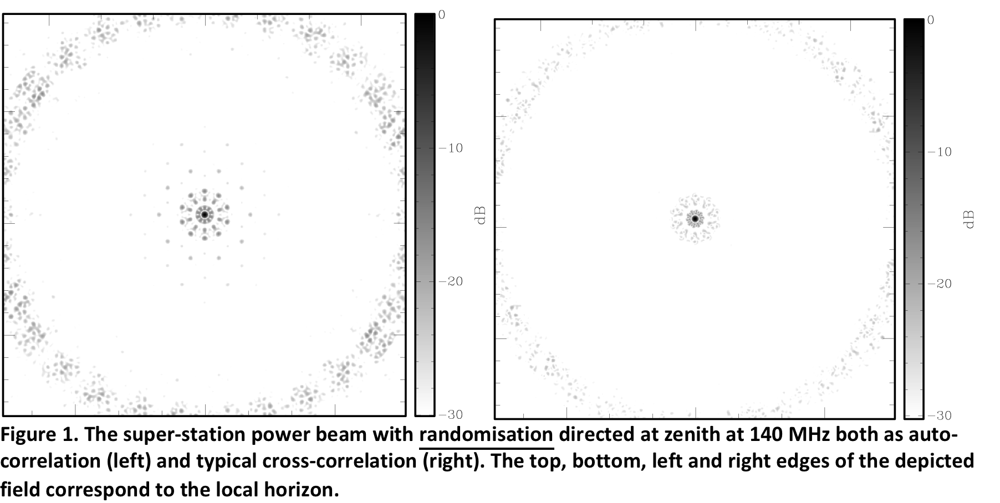 0
−10
−20
−30
dB
0
−10
−20
−30
dB
Figure 1. The super-station power beam with randomisation directed at zenith at 140 MHz both as auto-
correlation (left) and typical cross-correlation (right). The top, bottom, left and right edges of the depicted
field correspond to the local horizon.